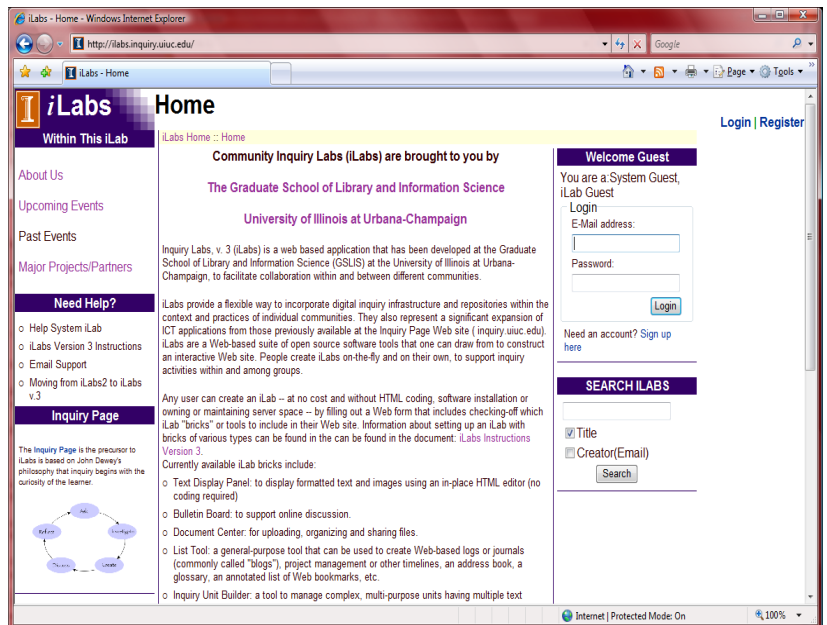 iLabs - Home - Windows Internet Explorer
http://ilabs.inquiry.uiuc.edu/
Google
iLabs - Home
Page
Tools
iLabs
Home
Login | Register
Within This iLab
About Us
Upcoming Events
Past Events
Major Projects/Partners
Need Help?
o Help System iLab
o iLabs Version 3 Instructions
o Email Support
o Moving from iLabs2 to iLabs
v.3
Inquiry Page
The Inquiry Page is the precursor to
iLabs is based on John Dewey's
philosophy that inquiry begins with the
curiosity of the learner.
Ask
Investigate
Create
Discuss
Reflect
iLabs Home :: Home
Community Inquiry Labs (iLabs) are brought to you by
The Graduate School of Library and Information Science
University of Illinois at Urbana-Champaign
Inquiry Labs, v. 3 (iLabs) is a web based application that has been developed at the Graduate
School of Library and Information Science (GSLIS) at the University of Illinois at Urbana-
Champaign, to facilitate collaboration within and between different communities.
iLabs provide a flexible way to incorporate digital inquiry infrastructure and repositories within the
context and practices of individual communities. They also represent a significant expansion of
ICT applications from those previously available at the Inquiry Page Web site ( inquiry.uiuc.edu).
iLabs are a Web-based suite of open source software tools that one can draw from to construct
an interactive Web site. People create iLabs on-the-fly and on their own, to support inquiry
activities within and among groups.
Any user can create an iLab -- at no cost and without HTML coding, software installation or
owning or maintaining server space -- by filling out a Web form that includes checking-off which
iLab "bricks" or tools to include in their Web site. Information about setting up an iLab with
bricks of various types can be found in the can be found in the document: iLabs Instructions
Version 3.
Currently available iLab bricks include:
o Text Display Panel: to display formatted text and images using an in-place HTML editor (no
coding required)
o Bulletin Board: to support online discussion.
o Document Center: for uploading, organizing and sharing files.
o List Tool: a general-purpose tool that can be used to create Web-based logs or journals
(commonly called "blogs"), project management or other timelines, an address book, a
glossary, an annotated list of Web bookmarks, etc.
o Inquiry Unit Builder: a tool to manage complex, multi-purpose units having multiple text
Welcome Guest
You are a:System Guest,
iLab Guest
Login
E-Mail address:
Password:
Login
Need an account? Sign up
here
SEARCH ILABS
Title
Creator(Email)
Search
Internet | Protected Mode: On
100%